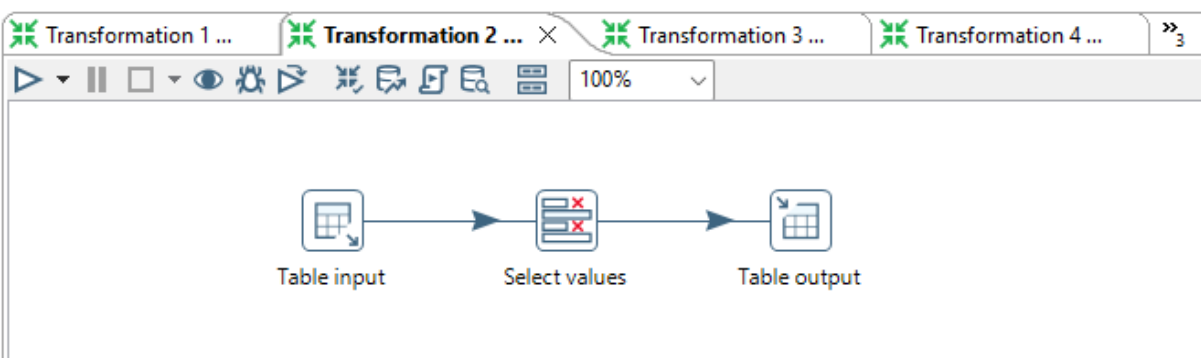 Transformation 1 ...
Transformation 2 ...
Transformation 3 ...
Transformation 4 ...
»3
100%
Table input
Select values
Table output